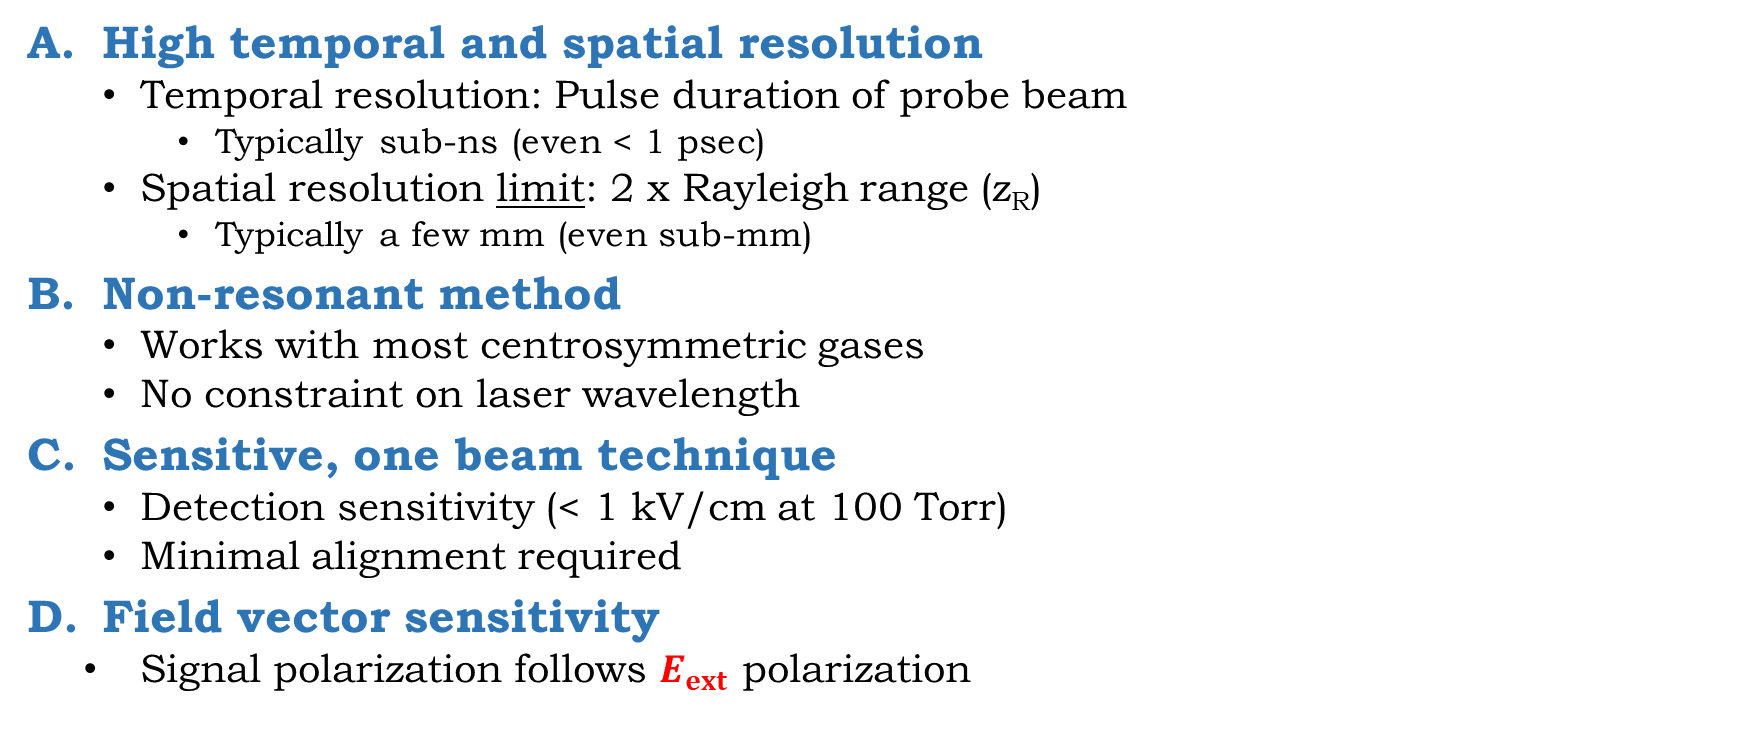 A. High temporal and spatial resolution
• Temporal resolution: Pulse duration of probe beam
• Typically sub-ns (even < 1 psec)
• Spatial resolution limit: 2 x Rayleigh range (zR)
• Typically a few mm (even sub-mm)
B. Non-resonant method
• Works with most centrosymmetric gases
• No constraint on laser wavelength
C. Sensitive, one beam technique
• Detection sensitivity (< 1 kV/cm at 100 Torr)
• Minimal alignment required
D. Field vector sensitivity
• Signal polarization follows Eext polarization